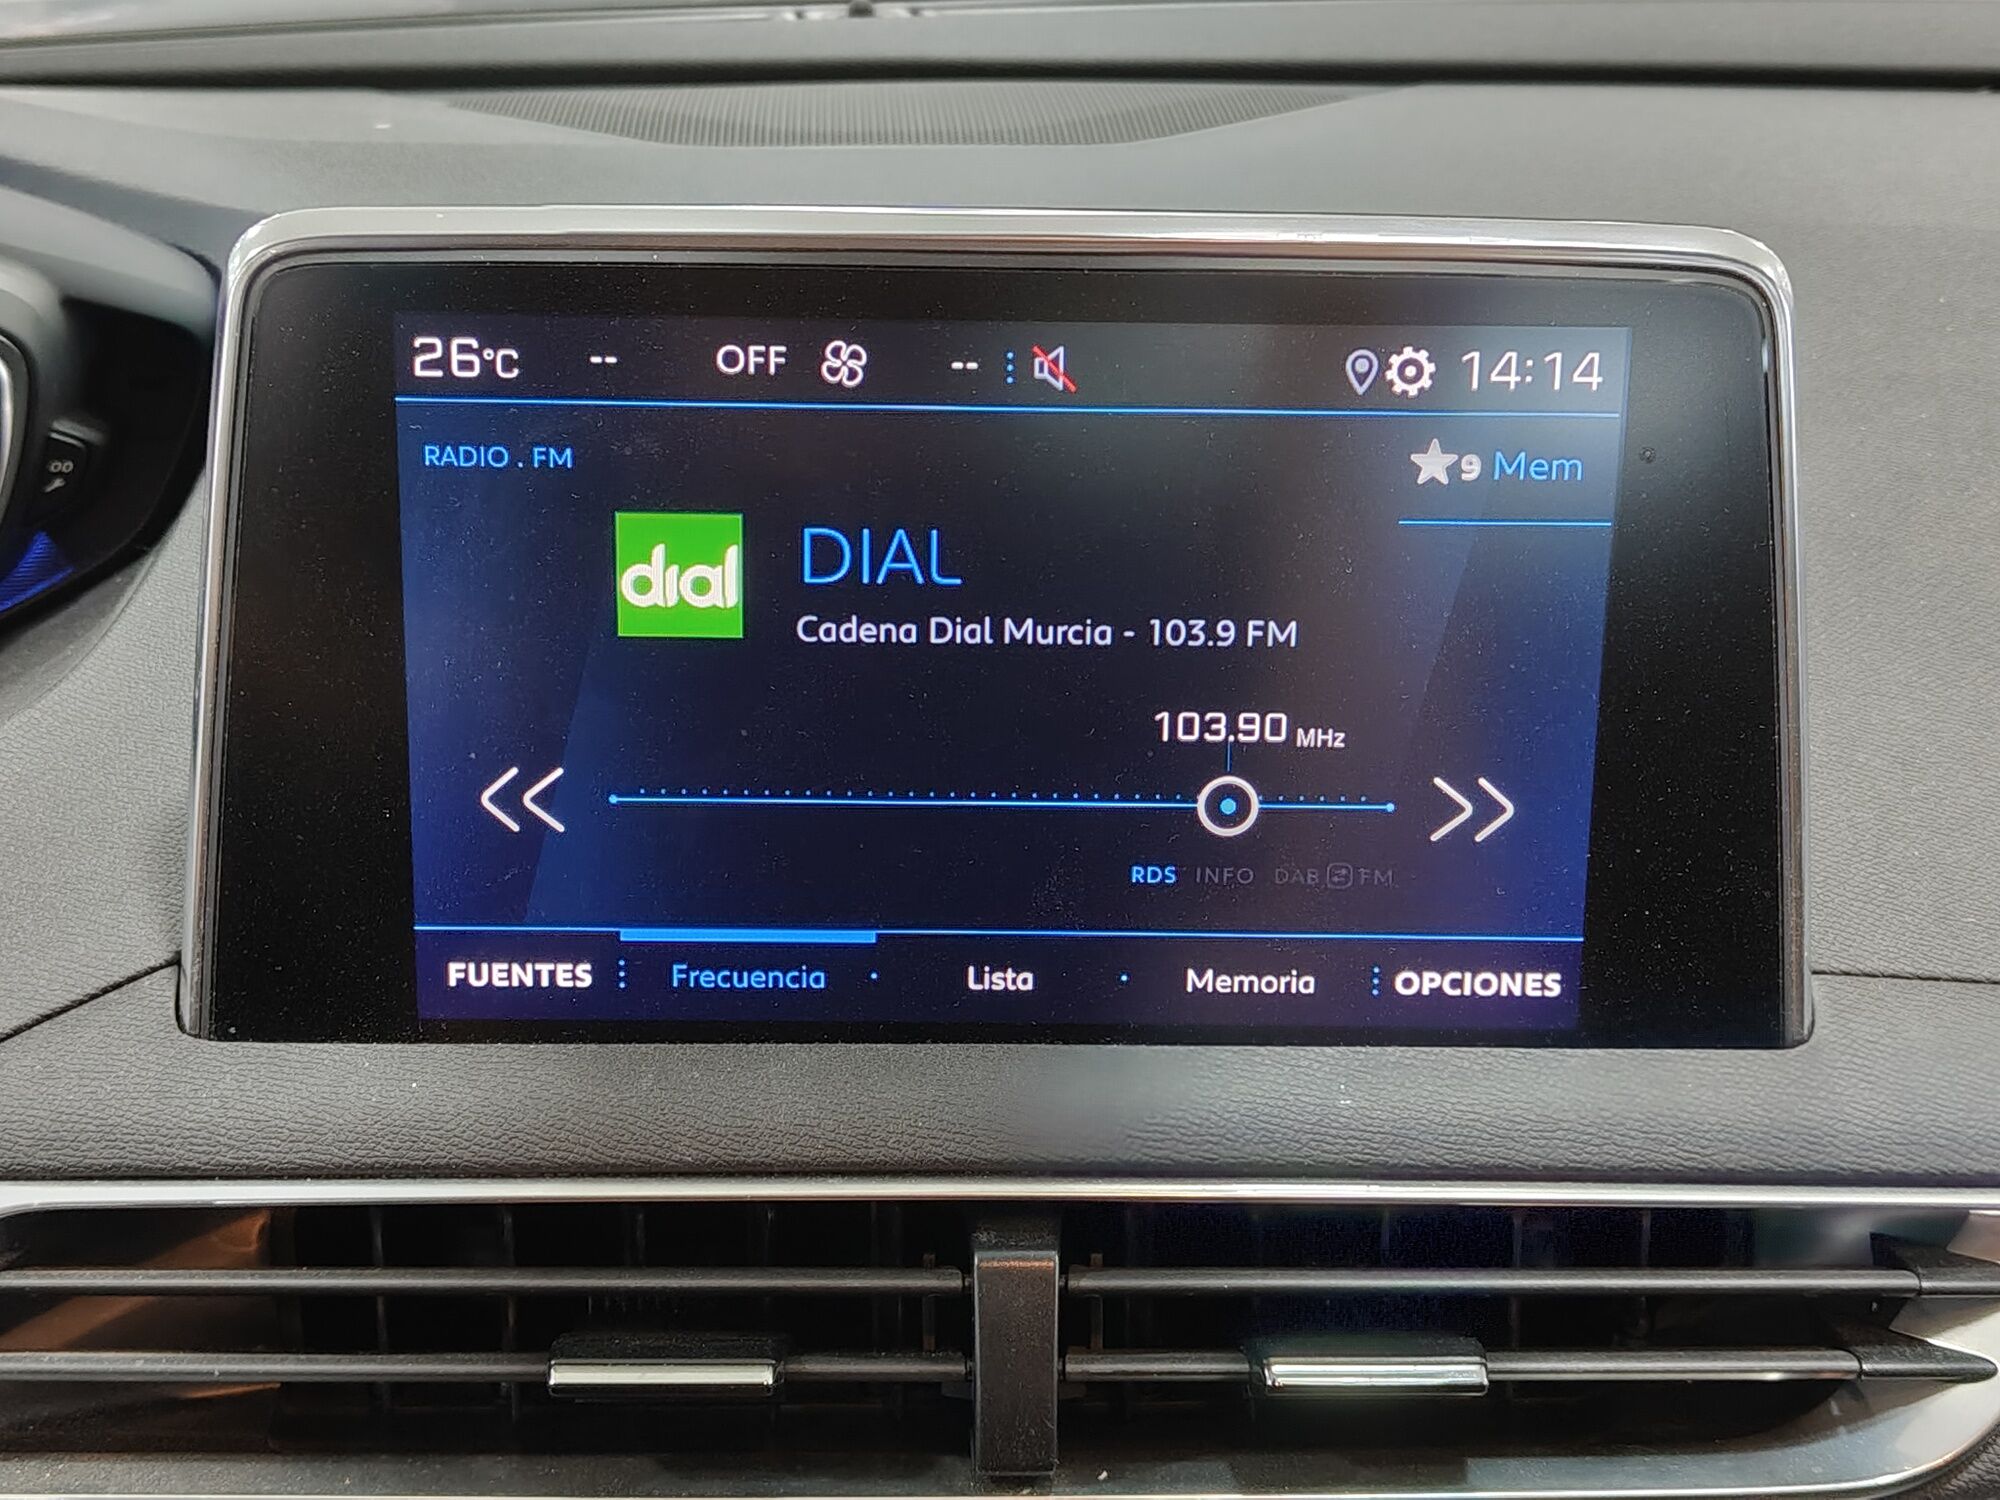 26°C -- OFF -- 14:14
RADIO . FM
9 Mem
dial
DIAL
Cadena Dial Murcia - 103.9 FM
103.90 MHz
RDS INFO DAB FM
FUENTES Frecuencia Lista Memoria OPCIONES